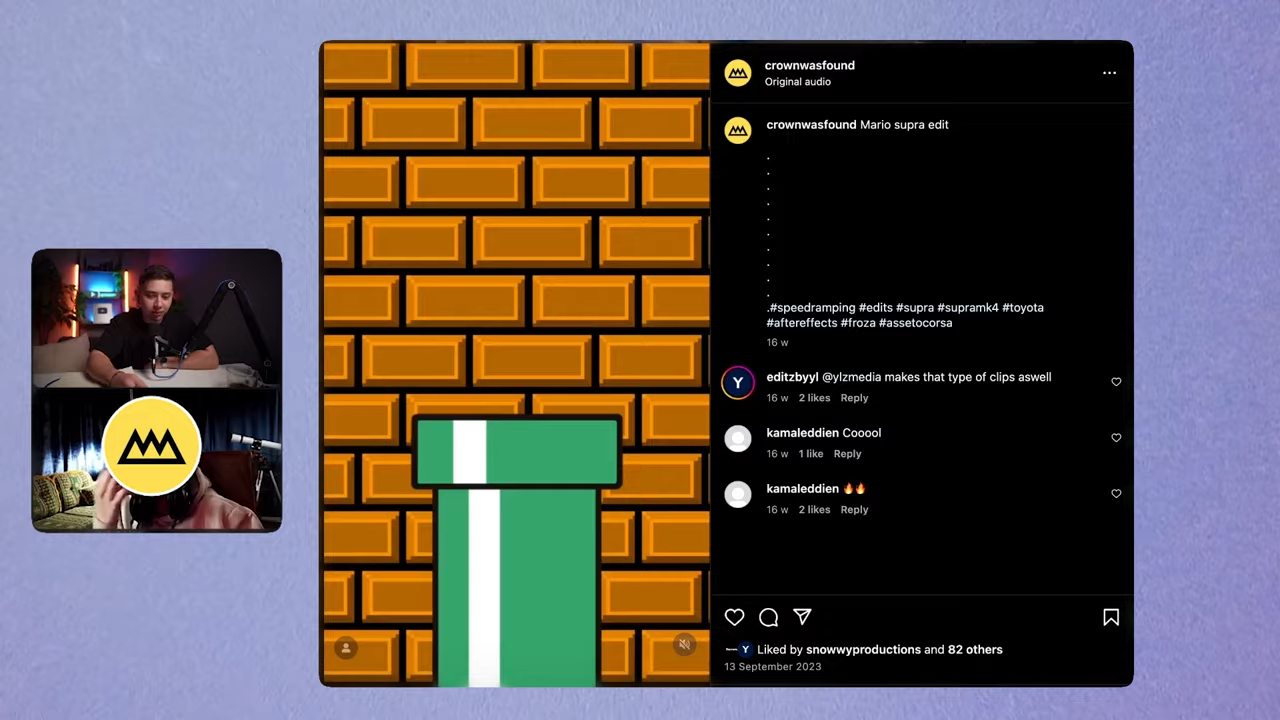 crownwasfound
Original audio
crownwasfound Mario supra edit
.
.
.
.
.
.
.
.
.
.
.#speedramping #edits #supra #supramk4 #toyota
#aftereffects #froza #assetocorsa
16 w
Y
editzbyyl @ylzmedia makes that type of clips aswell
16 w 2 likes Reply
kamaleddien Cooool
16 w 1 like Reply
kamaleddien 🔥🔥
16 w 2 likes Reply
Y Liked by snowwyproductions and 82 others
13 September 2023